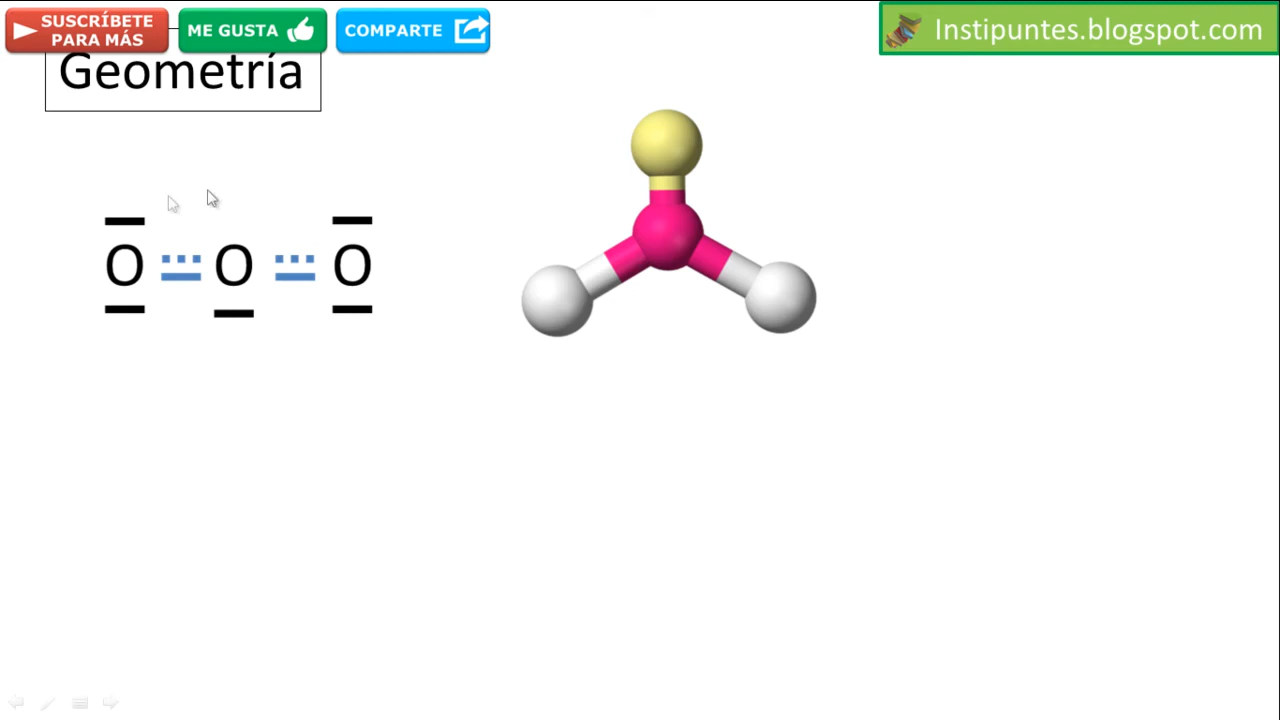 SUSCRÍBETE
PARA MÁS
ME GUSTA
COMPARTE
Instipuntes.blogspot.com
Geometría
O O O